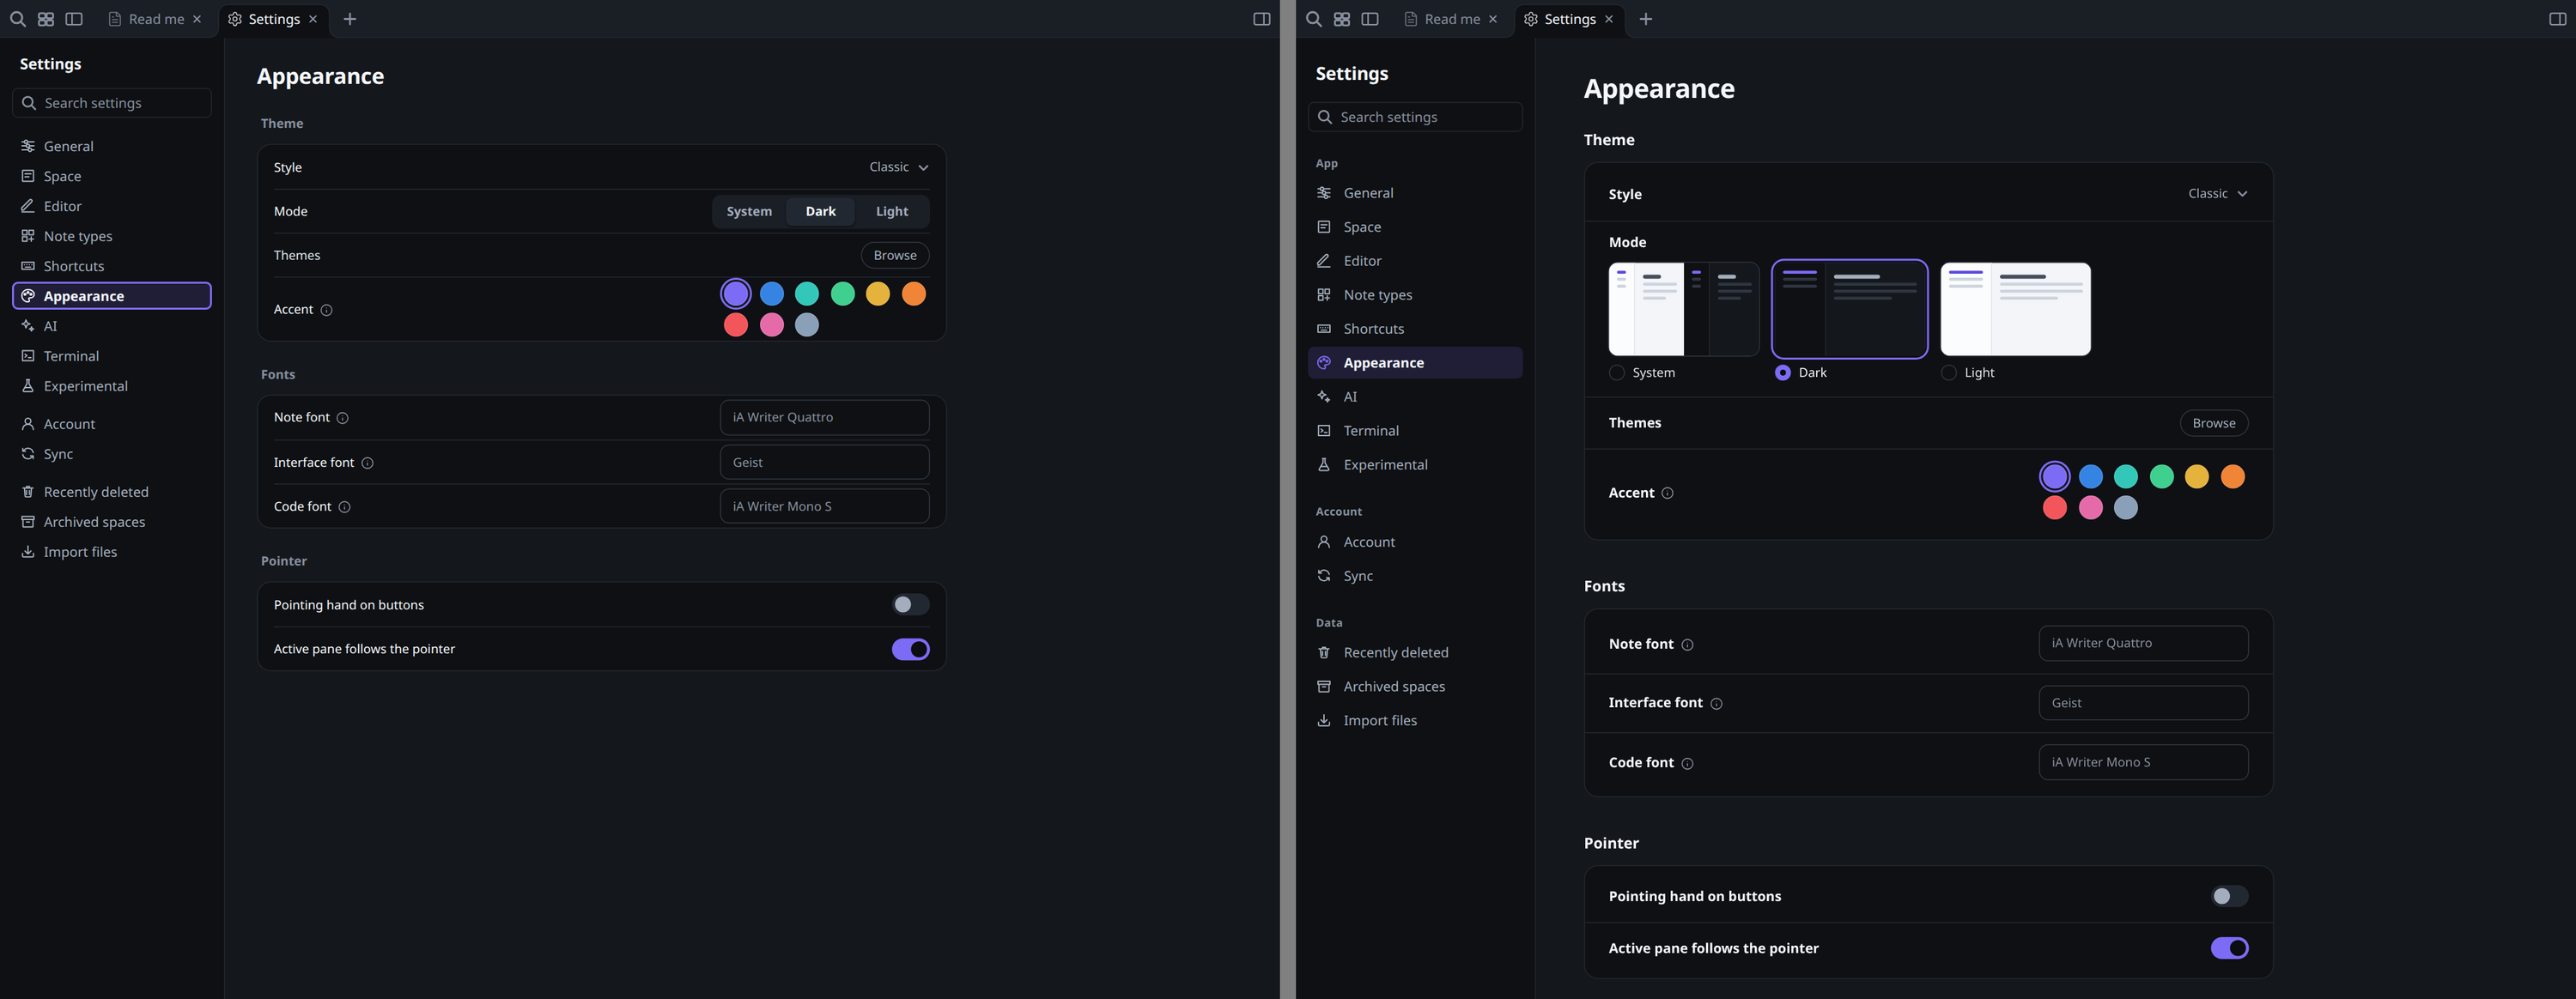 Read me
Settings
Settings
Search settings
General
Space
Editor
Note types
Shortcuts
Appearance
AI
Terminal
Experimental
Account
Sync
Recently deleted
Archived spaces
Import files
Appearance
Theme
Style Classic
Mode System Dark Light
Themes Browse
Accent
Fonts
Note font iA Writer Quattro
Interface font Geist
Code font iA Writer Mono S
Pointer
Pointing hand on buttons
Active pane follows the pointer
Read me
Settings
Settings
Search settings
App
General
Space
Editor
Note types
Shortcuts
Appearance
AI
Terminal
Experimental
Account
Account
Sync
Data
Recently deleted
Archived spaces
Import files
Appearance
Theme
Style Classic
Mode
System Dark Light
Themes Browse
Accent
Fonts
Note font iA Writer Quattro
Interface font Geist
Code font iA Writer Mono S
Pointer
Pointing hand on buttons
Active pane follows the pointer